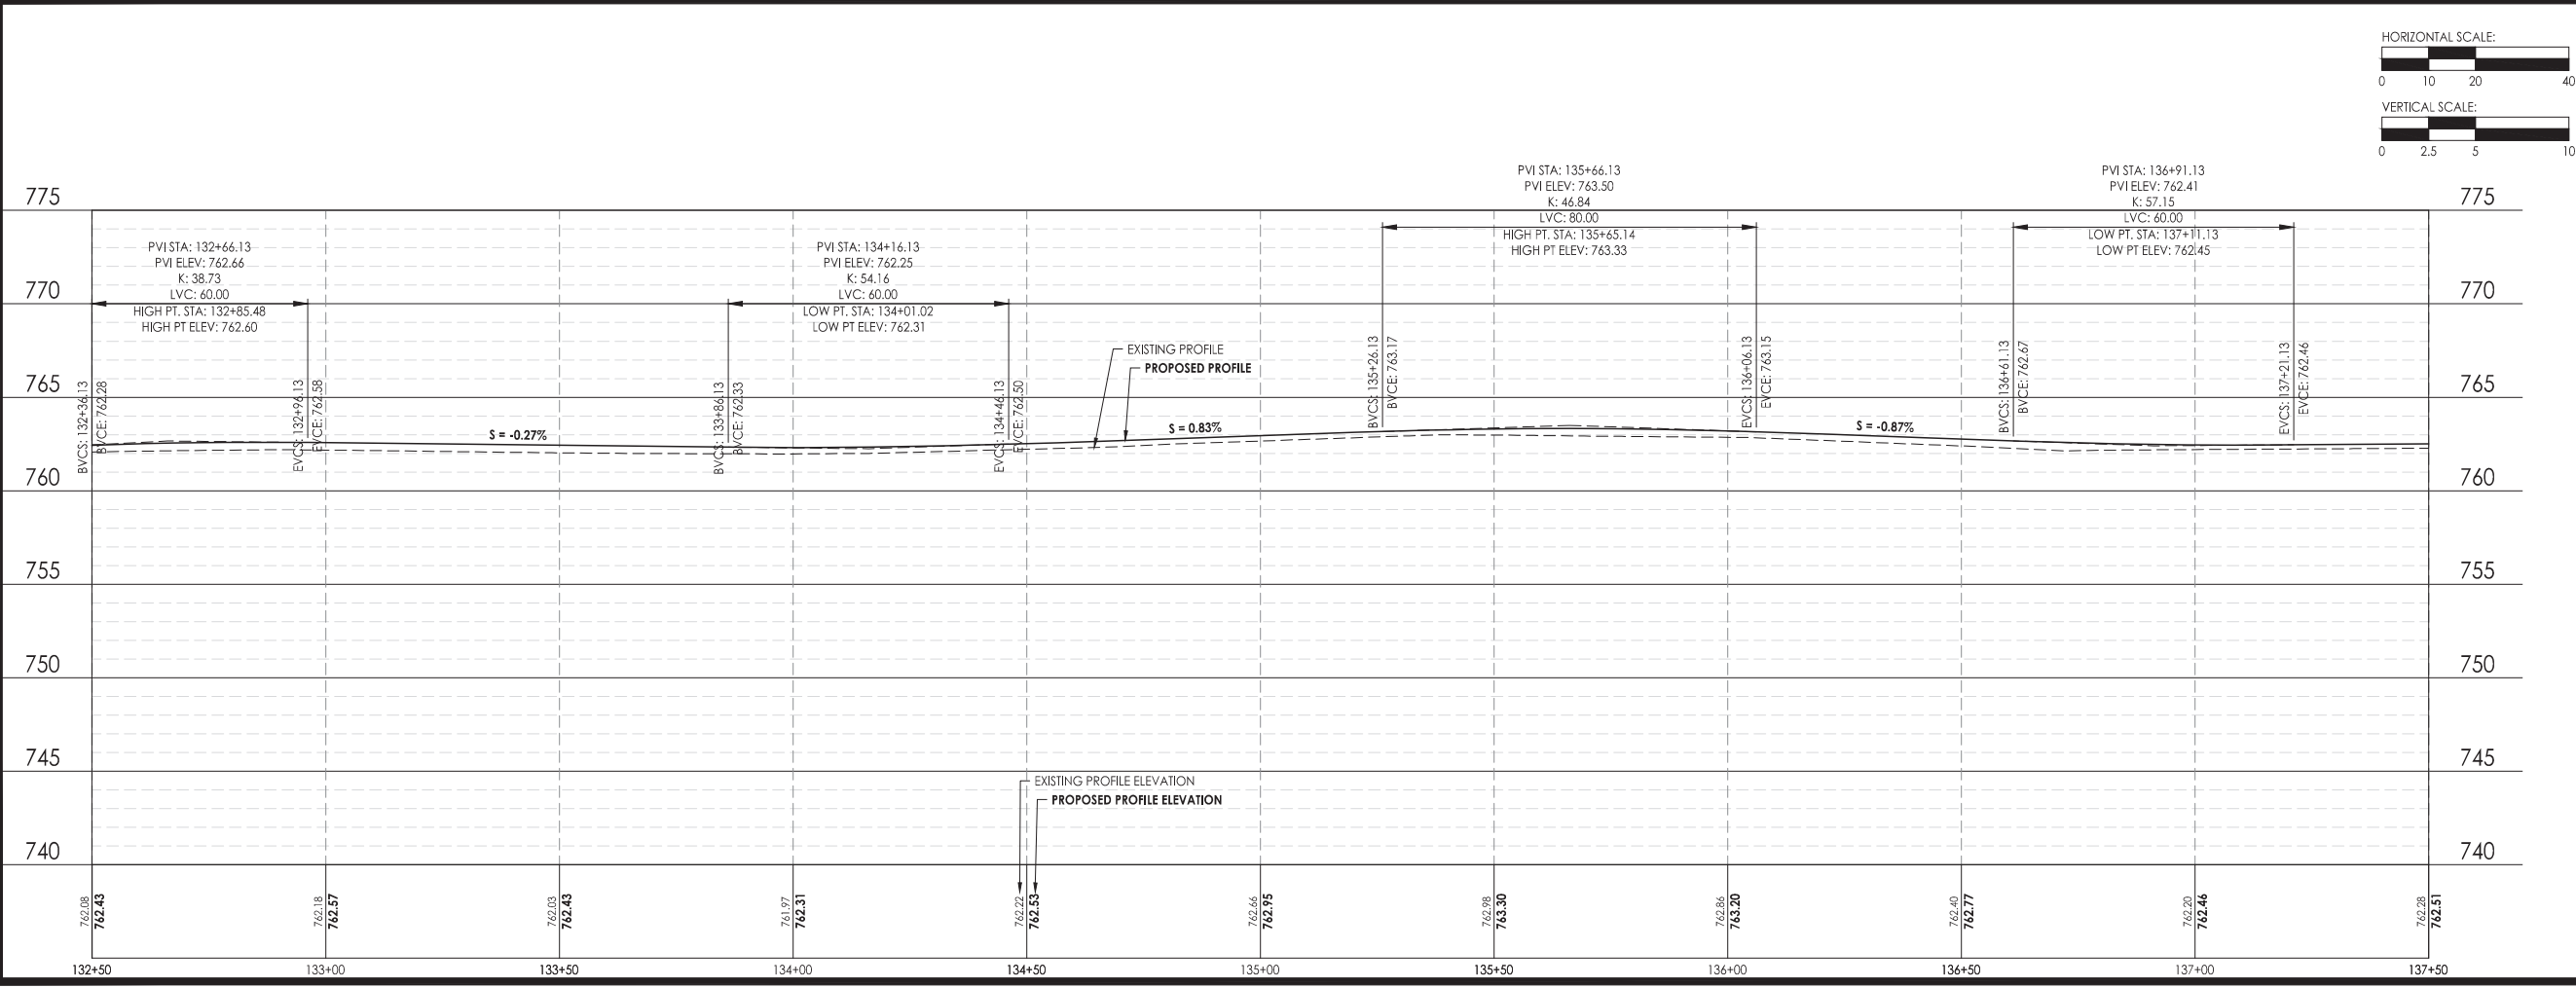 HORIZONTAL SCALE:
0 10 20 40
VERTICAL SCALE:
0 2.5 5 10
PVI STA: 132+66.13
PVI ELEV: 762.66
K: 38.73
LVC: 60.00
HIGH PT. STA: 132+85.48
HIGH PT ELEV: 762.60
PVI STA: 134+16.13
PVI ELEV: 762.25
K: 54.16
LVC: 60.00
LOW PT. STA: 134+01.02
LOW PT ELEV: 762.31
PVI STA: 135+66.13
PVI ELEV: 763.50
K: 46.84
LVC: 80.00
HIGH PT. STA: 135+65.14
HIGH PT ELEV: 763.33
PVI STA: 136+91.13
PVI ELEV: 762.41
K: 57.15
LVC: 60.00
LOW PT. STA: 137+11.13
LOW PT ELEV: 762.45
775 775
770 770
765 765
760 760
755 755
750 750
745 745
740 740
BVCS: 132+36.13
BVCE: 762.28
EVCS: 132+96.13
EVCE: 762.58
S = -0.27%
BVCS: 133+86.13
BVCE: 762.33
EVCS: 134+46.13
EVCE: 762.50
EXISTING PROFILE
PROPOSED PROFILE
S = 0.83%
BVCS: 135+26.13
BVCE: 763.17
EVCS: 136+06.13
EVCE: 763.15
S = -0.87%
BVCS: 136+61.13
BVCE: 762.67
EVCS: 137+21.13
EVCE: 762.46
EXISTING PROFILE ELEVATION
PROPOSED PROFILE ELEVATION
762.08
762.43
762.18
762.57
762.03
762.43
761.97
762.31
762.22
762.53
762.66
762.95
762.98
763.30
762.86
763.20
762.40
762.77
762.20
762.46
762.28
762.51
132+50 133+00 133+50 134+00 134+50 135+00 135+50 136+00 136+50 137+00 137+50